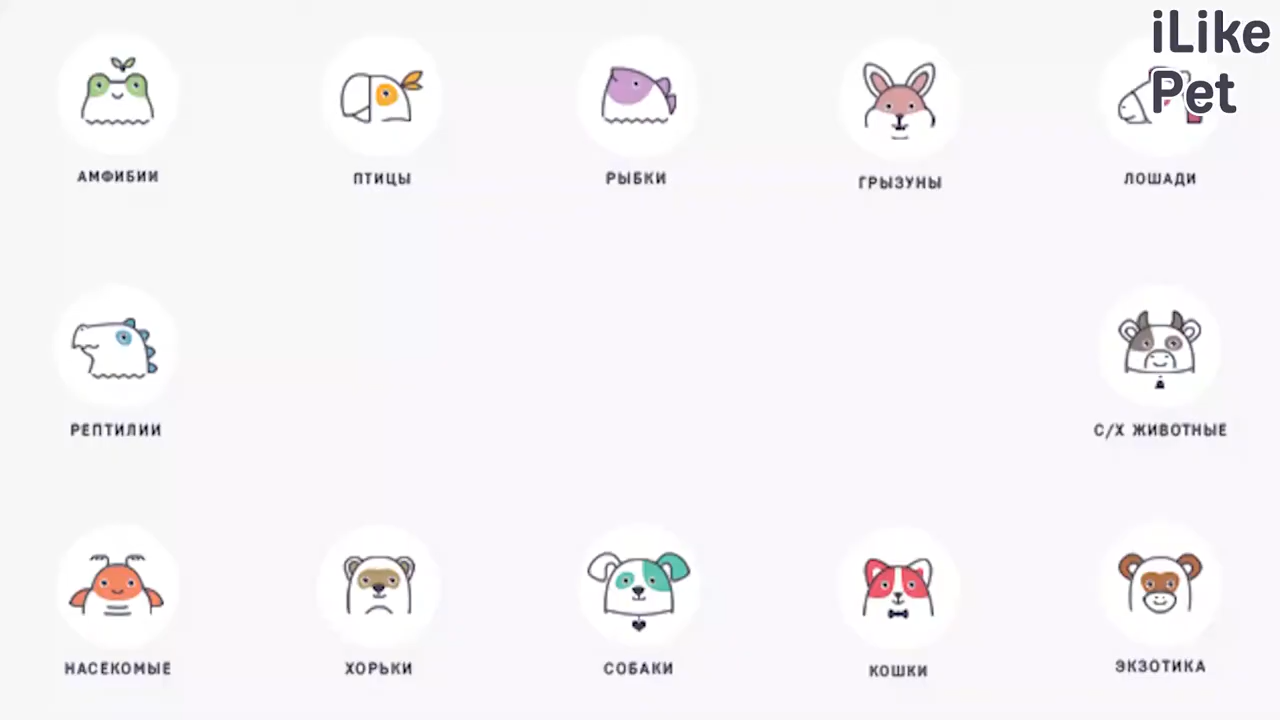 iLike
Pet
АМФИБИИ
ПТИЦЫ
РЫБКИ
ГРЫЗУНЫ
ЛОШАДИ
РЕПТИЛИИ
С/Х ЖИВОТНЫЕ
НАСЕКОМЫЕ
ХОРЬКИ
СОБАКИ
КОШКИ
ЭКЗОТИКА